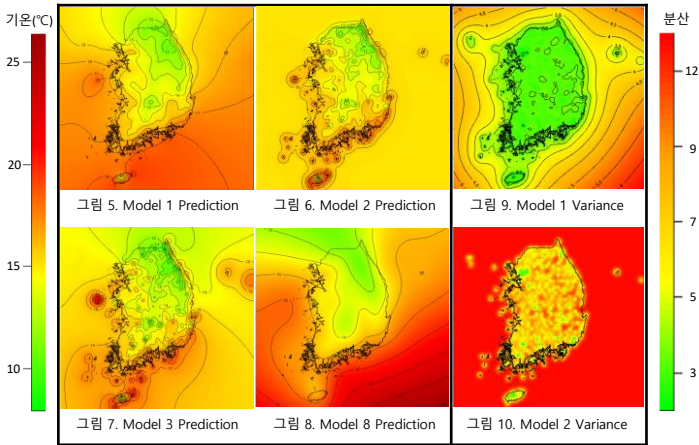 기온(℃)
분산
25
20
15
10
12
9
7
5
3
그림 5. Model 1 Prediction
그림 6. Model 2 Prediction
그림 9. Model 1 Variance
그림 7. Model 3 Prediction
그림 8. Model 8 Prediction
그림 10. Model 2 Variance